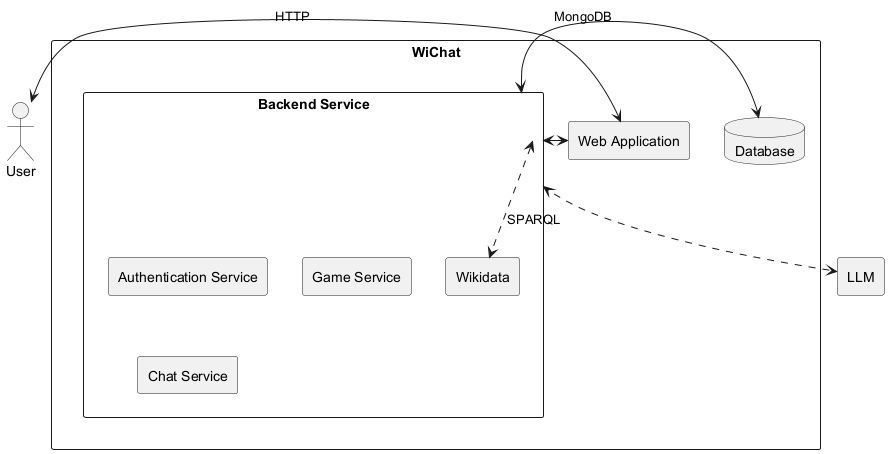 HTTP
MongoDB
WiChat
Backend Service
Web Application
Database
User
SPARQL
Authentication Service
Game Service
Wikidata
LLM
Chat Service